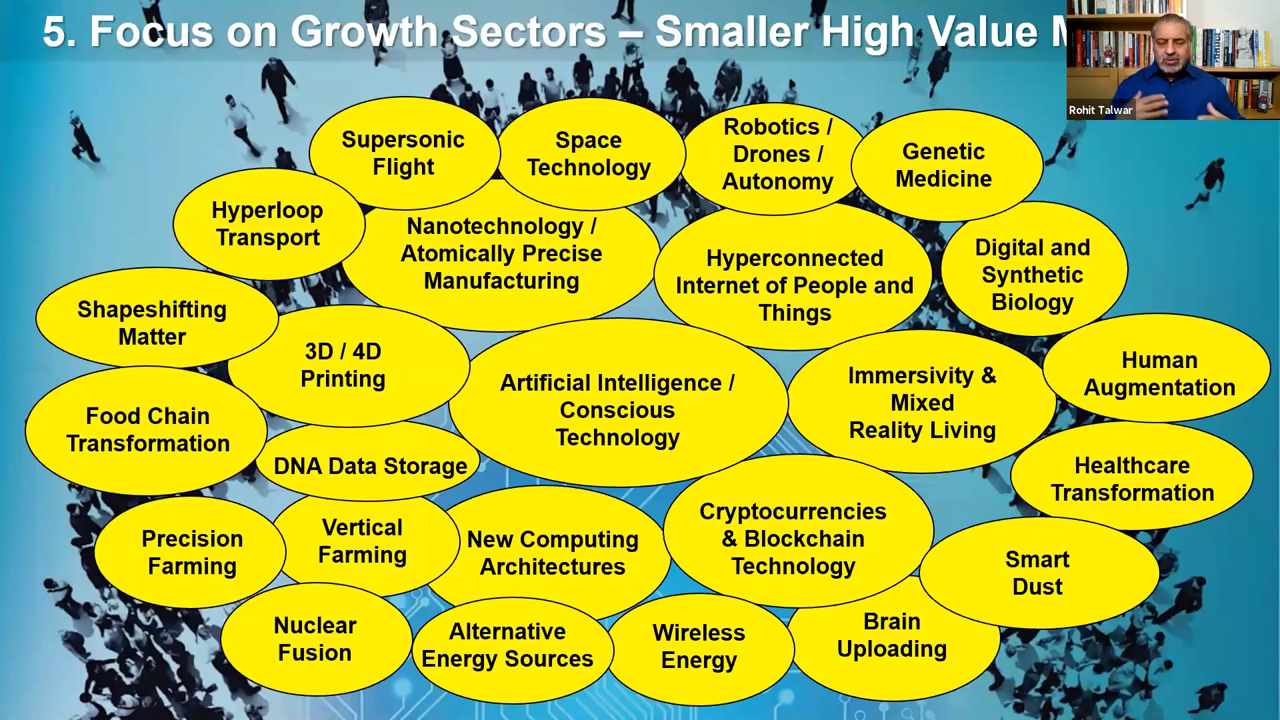 5. Focus on Growth Sectors – Smaller High Value
Rohit Talwar
Supersonic
Flight
Space
Technology
Robotics /
Drones /
Autonomy
Genetic
Medicine
Hyperloop
Transport
Nanotechnology /
Atomically Precise
Manufacturing
Hyperconnected
Internet of People and
Things
Digital and
Synthetic
Biology
Shapeshifting
Matter
3D / 4D
Printing
Artificial Intelligence /
Conscious
Technology
Immersivity &
Mixed
Reality Living
Human
Augmentation
Food Chain
Transformation
DNA Data Storage
Healthcare
Transformation
Precision
Farming
Vertical
Farming
New Computing
Architectures
Cryptocurrencies
& Blockchain
Technology
Smart
Dust
Nuclear
Fusion
Alternative
Energy Sources
Wireless
Energy
Brain
Uploading